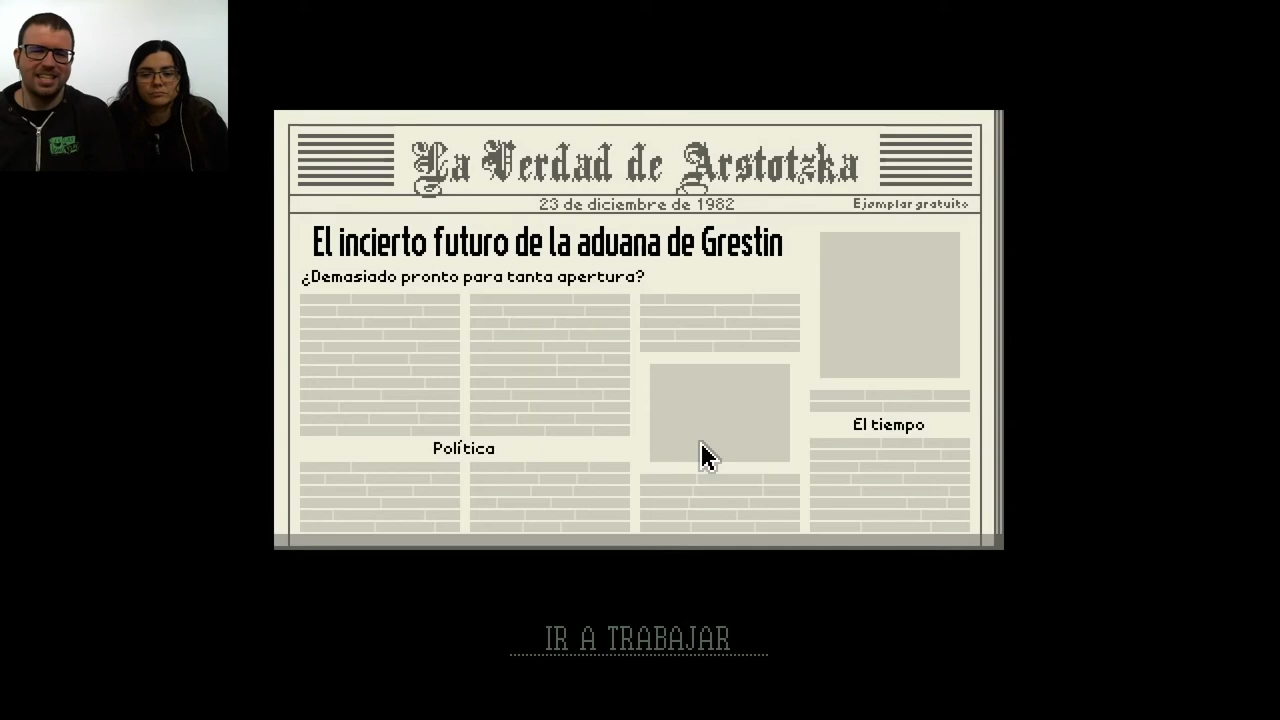 La Verdad de Arstotzka
23 de diciembre de 1982
Ejemplar gratuito
El incierto futuro de la aduana de Grestin
¿Demasiado pronto para tanta apertura?
Política
El tiempo
IR A TRABAJAR